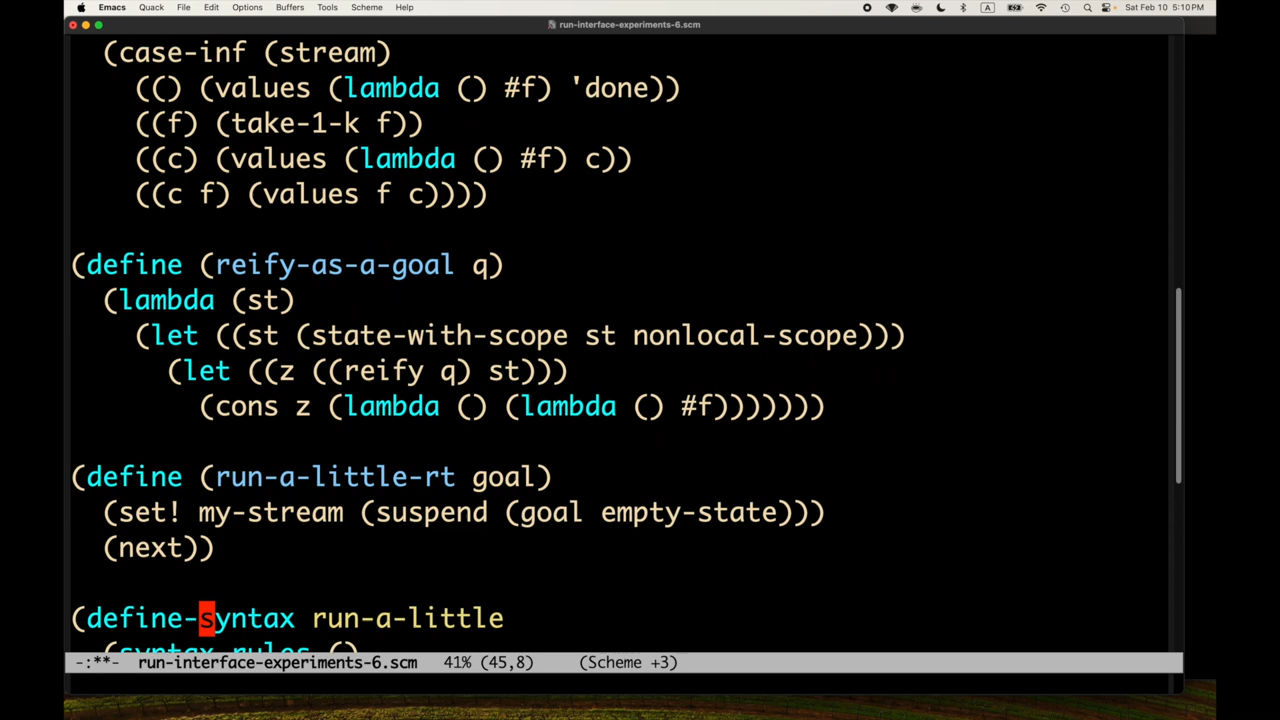 Emacs Quack File Edit Options Buffers Tools Scheme Help A Sat Feb 10 5:10 PM
run-interface-experiments-6.scm
(case-inf (stream)
(() (values (lambda () #f) 'done))
((f) (take-1-k f))
((c) (values (lambda () #f) c))
((c f) (values f c))))
(define (reify-as-a-goal q)
(lambda (st)
(let ((st (state-with-scope st nonlocal-scope)))
(let ((z ((reify q) st)))
(cons z (lambda () (lambda () #f)))))))
(define (run-a-little-rt goal)
(set! my-stream (suspend (goal empty-state)))
(next))
(define-syntax run-a-little
(syntax-rules ()
-:**- run-interface-experiments-6.scm 41% (45,8) (Scheme +3)